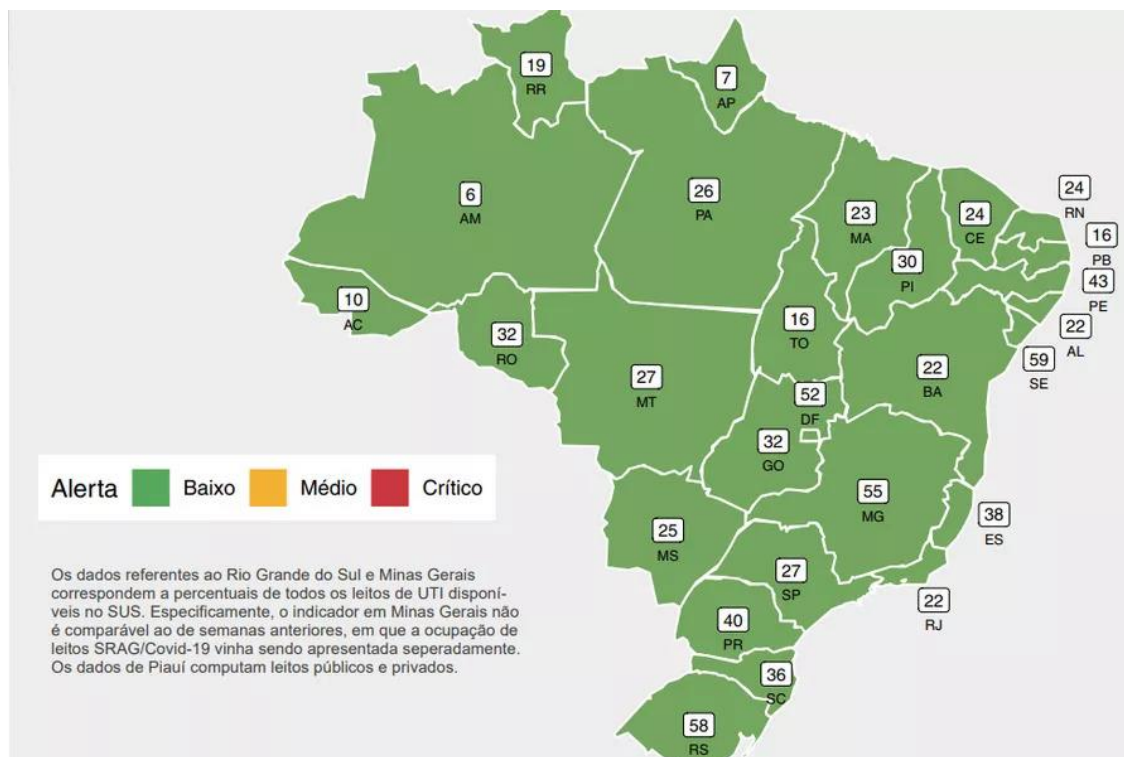 19
RR
7
AP
6
AM
26
PA
23
MA
24
CE
24
RN
16
PB
30
PI
43
PE
10
AC
32
RO
16
TO
22
AL
59
SE
22
BA
27
MT
52
DF
32
GO
55
MG
38
ES
Alerta Baixo Médio Crítico
25
MS
27
SP
22
RJ
40
PR
36
SC
58
RS
Os dados referentes ao Rio Grande do Sul e Minas Gerais
correspondem a percentuais de todos os leitos de UTI disponí-
veis no SUS. Especificamente, o indicador em Minas Gerais não
é comparável ao de semanas anteriores, em que a ocupação de
leitos SRAG/Covid-19 vinha sendo apresentada seperadamente.
Os dados de Piauí computam leitos públicos e privados.